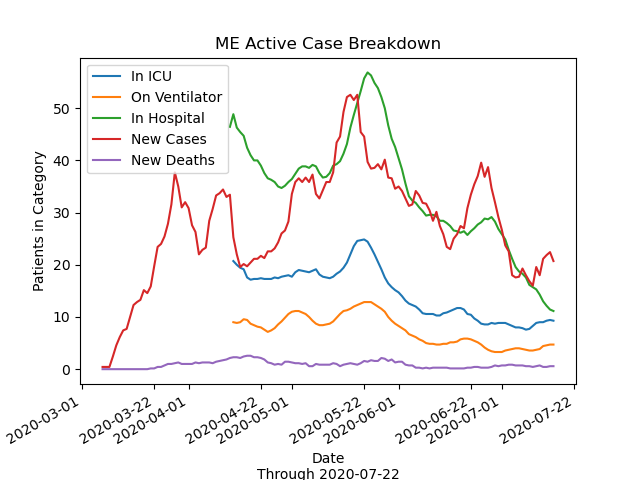 ME Active Case Breakdown
In ICU
On Ventilator
In Hospital
New Cases
New Deaths
Patients in Category
50
40
30
20
10
0
2020-03-01
2020-03-22
2020-04-01
2020-04-22
2020-05-01
2020-05-22
2020-06-01
2020-06-22
2020-07-01
2020-07-22
Date
Through 2020-07-22